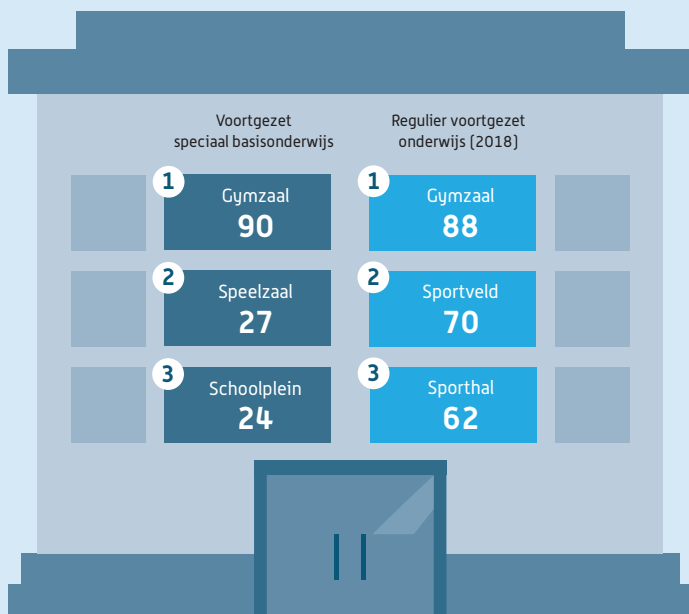 Voortgezet
speciaal basisonderwijs
1
Gymzaal
90
2
Speelzaal
27
3
Schoolplein
24
Regulier voortgezet
onderwijs (2018)
1
Gymzaal
88
2
Sportveld
70
3
Sporthal
62